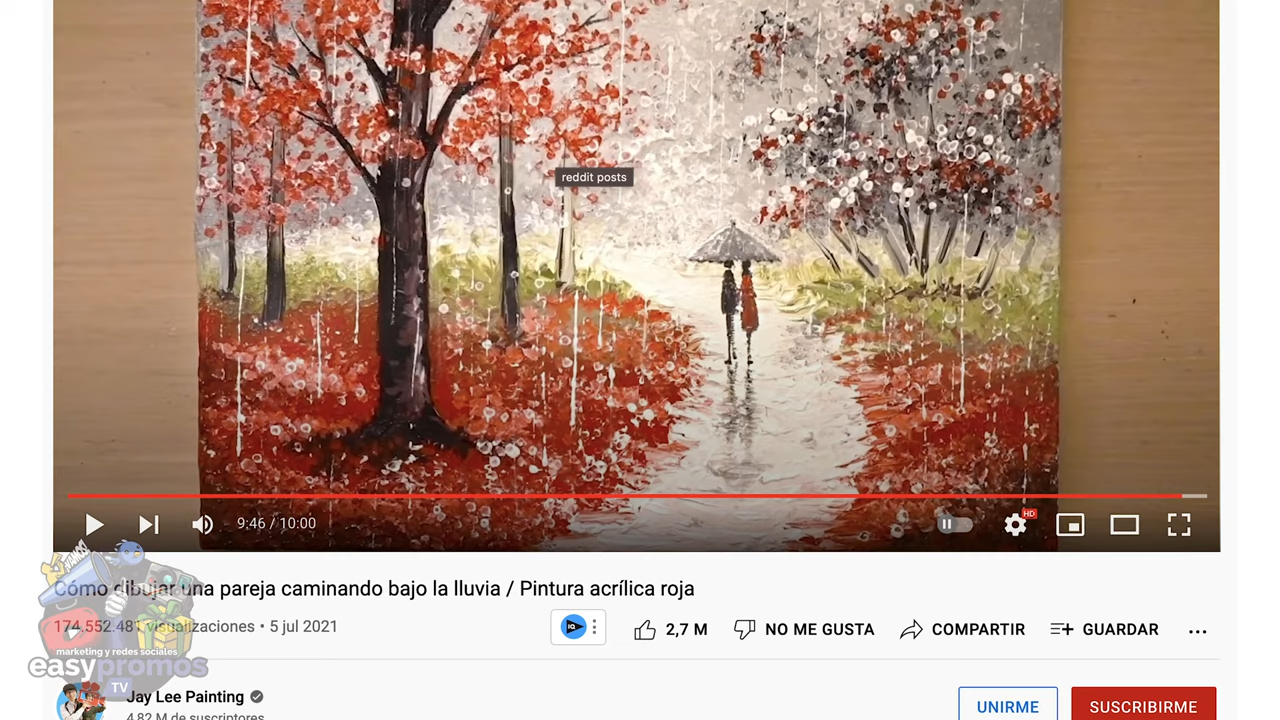 reddit posts
HD
9:46 / 10:00
Cómo dibujar una pareja caminando bajo la lluvia / Pintura acrílica roja
174.552.481 visualizaciones • 5 jul 2021
IQ
2,7 M
NO ME GUSTA
COMPARTIR
GUARDAR
marketing y redes sociales
easypromos
TV
Jay Lee Painting
4,82 M de suscriptores
UNIRME
SUSCRIBIRME